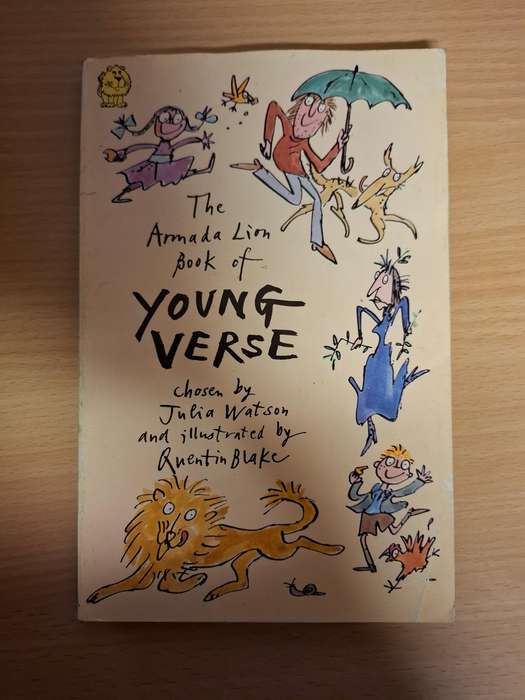 The
Armada Lion
Book of
YOUNG
VERSE
chosen by
Julia Watson
and illustrated by
Quentin Blake